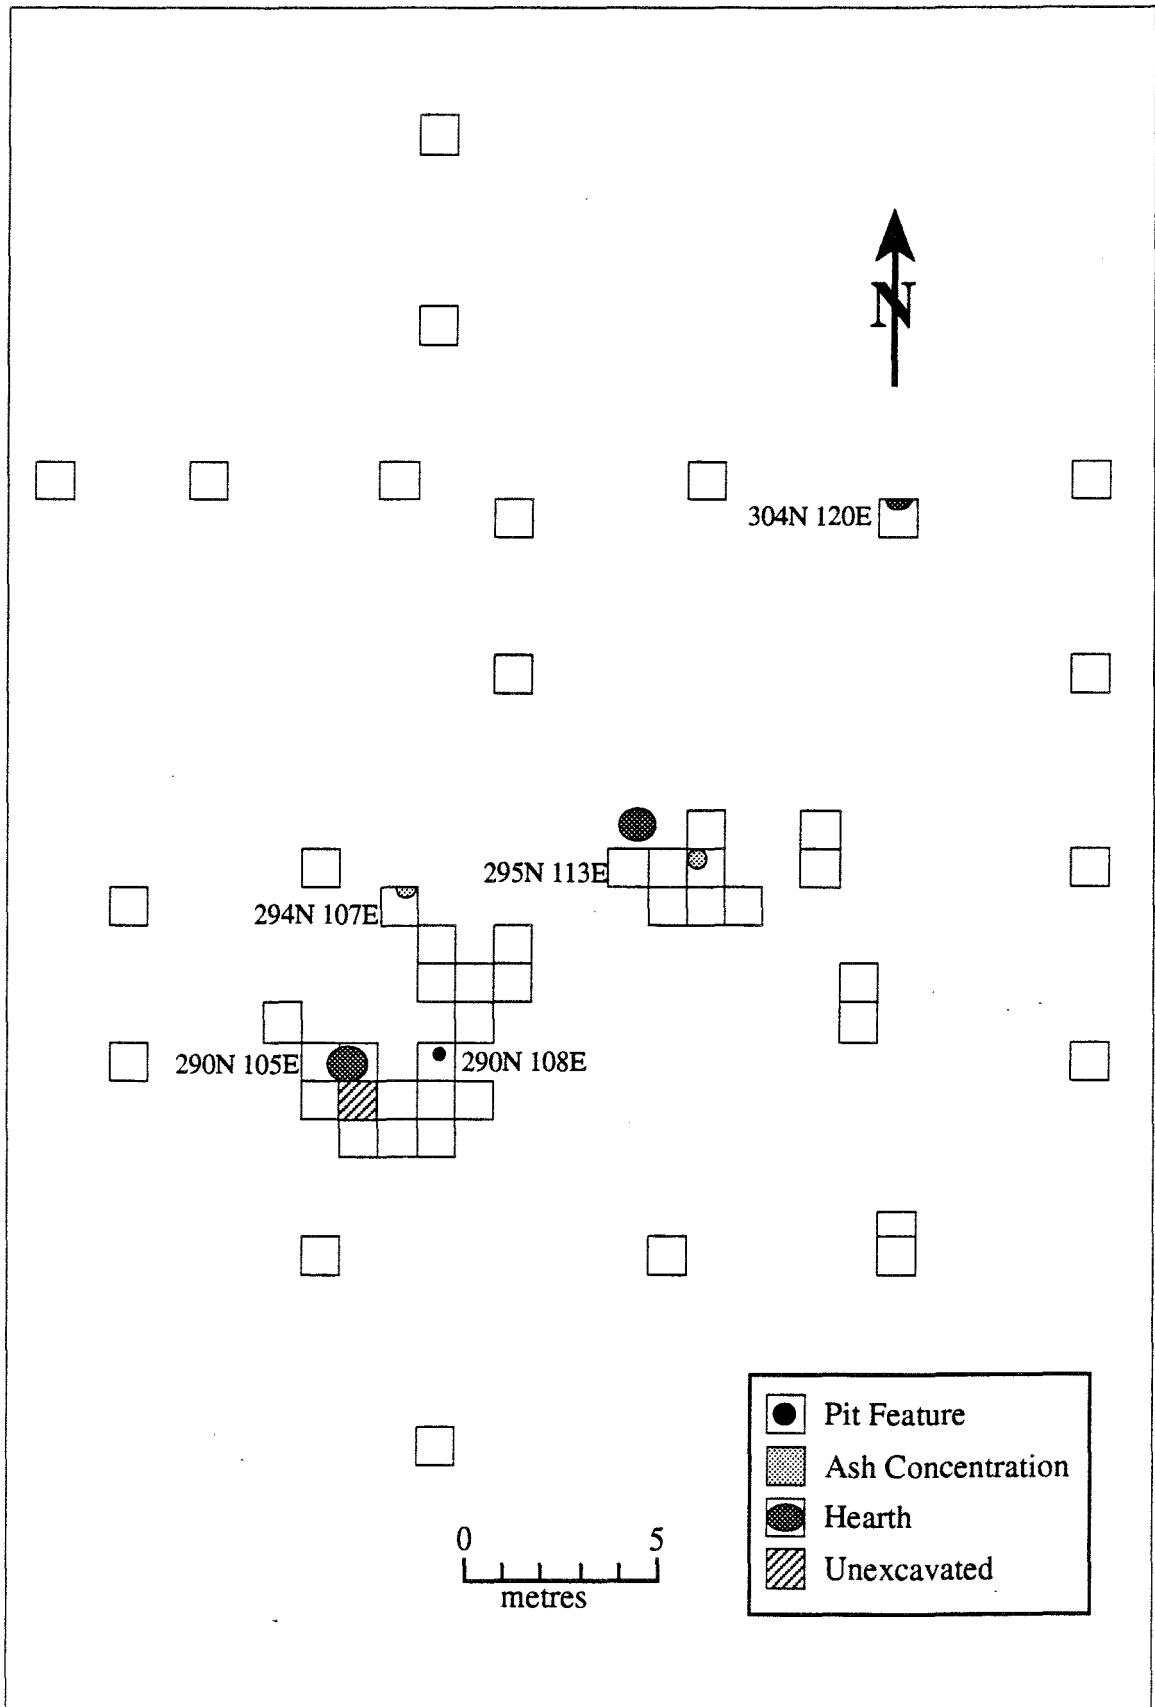 N
304N 120E
295N 113E
294N 107E
290N 105E
290N 108E
Pit Feature
Ash Concentration
Hearth
Unexcavated
0 5
metres